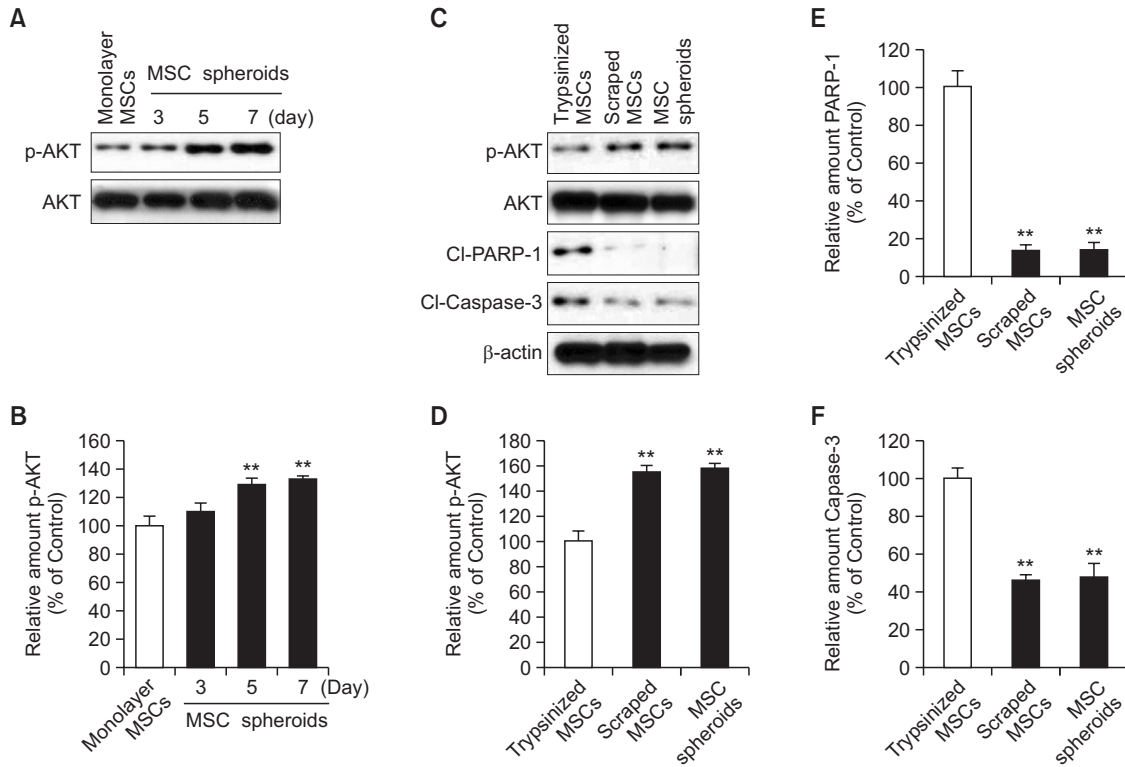 A
Monolayer
MSCs
MSC spheroids
3 5 7 (day)
p-AKT
AKT
B
Relative amount p-AKT
(% of Control)
160
140
120
100
80
60
40
20
0
** **
Monolayer
MSCs
3 5 7 (Day)
MSC spheroids
C
Trypsinized
MSCs
Scraped
MSCs
MSC
spheroids
p-AKT
AKT
Cl-PARP-1
Cl-Caspase-3
β-actin
D
Relative amount p-AKT
(% of Control)
180
160
140
120
100
80
60
40
20
0
** **
Trypsinized
MSCs
Scraped
MSCs
MSC
spheroids
E
Relative amount PARP-1
(% of Control)
120
100
80
60
40
20
0
** **
Trypsinized
MSCs
Scraped
MSCs
MSC
spheroids
F
Relative amount Capase-3
(% of Control)
120
100
80
60
40
20
0
** **
Trypsinized
MSCs
Scraped
MSCs
MSC
spheroids